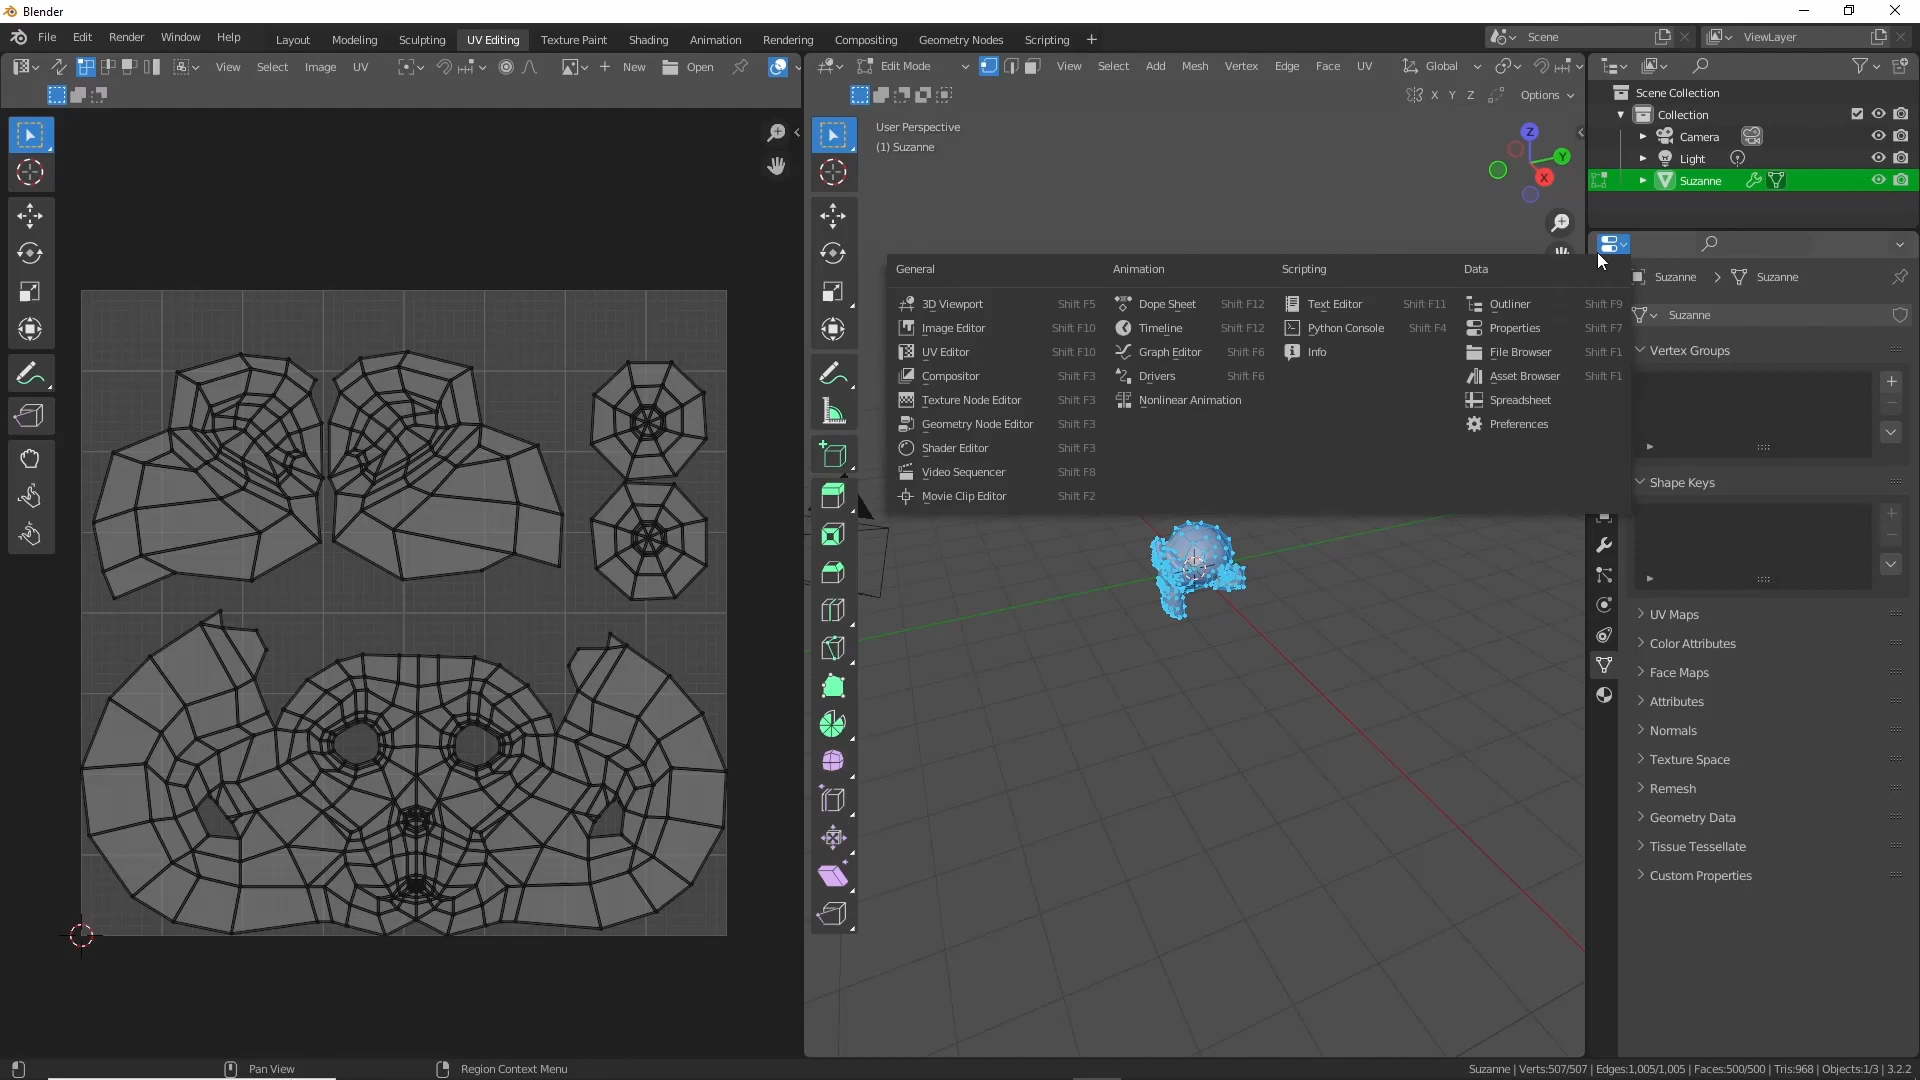 Blender
File Edit Render Window Help Layout Modeling Sculpting UV Editing Texture Paint Shading Animation Rendering Compositing Geometry Nodes Scripting + Scene ViewLayer
View Select Image UV New Open
Edit Mode View Select Add Mesh Vertex Edge Face UV Global
X Y Z Options
User Perspective
(1) Suzanne
Z
Y
X
Scene Collection
Collection
Camera
Light
Suzanne
General
3D Viewport Shift F5
Image Editor Shift F10
UV Editor Shift F10
Compositor Shift F3
Texture Node Editor Shift F3
Geometry Node Editor Shift F3
Shader Editor Shift F3
Video Sequencer Shift F8
Movie Clip Editor Shift F2
Animation
Dope Sheet Shift F12
Timeline Shift F12
Graph Editor Shift F6
Drivers Shift F6
Nonlinear Animation
Scripting
Text Editor Shift F11
Python Console Shift F4
Info
Data
Outliner Shift F9
Properties Shift F7
File Browser Shift F1
Asset Browser Shift F1
Spreadsheet
Preferences
Suzanne > Suzanne
Suzanne
Vertex Groups
Shape Keys
UV Maps
Color Attributes
Face Maps
Attributes
Normals
Texture Space
Remesh
Geometry Data
Tissue Tessellate
Custom Properties
Pan View
Region Context Menu
Suzanne | Verts:507/507 | Edges:1,005/1,005 | Faces:500/500 | Tris:968 | Objects:1/3 | 3.2.2